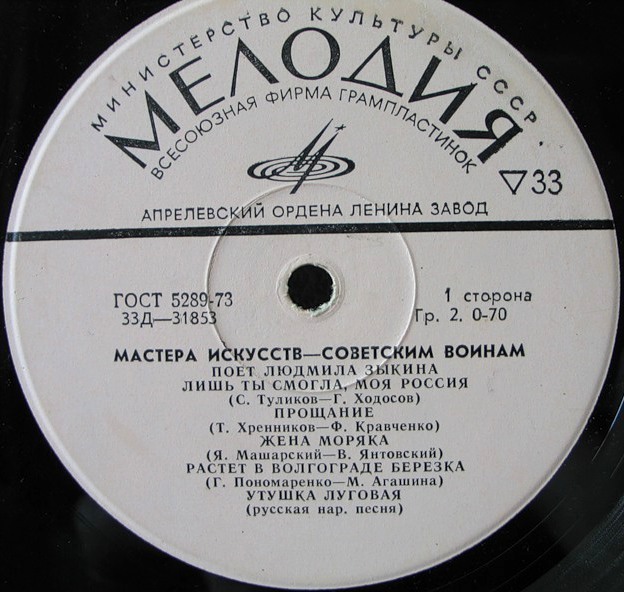 МИНИСТЕРСТВО КУЛЬТУРЫ СССР
МЕЛОДИЯ
ВСЕСОЮЗНАЯ ФИРМА ГРАМПЛАСТИНОК
▽33
АПРЕЛЕВСКИЙ ОРДЕНА ЛЕНИНА ЗАВОД
ГОСТ 5289-73
33Д—31853
1 сторона
Гр. 2. 0-70
МАСТЕРА ИСКУССТВ—СОВЕТСКИМ ВОИНАМ
ПОЕТ ЛЮДМИЛА ЗЫКИНА
ЛИШЬ ТЫ СМОГЛА, МОЯ РОССИЯ
(С. Туликов—Г. Ходосов)
ПРОЩАНИЕ
(Т. Хренников—Ф. Кравченко)
ЖЕНА МОРЯКА
(Я. Машарский—В. Янтовский)
РАСТЕТ В ВОЛГОГРАДЕ БЕРЕЗКА
(Г. Пономаренко—М. Агашина)
УТУШКА ЛУГОВАЯ
(русская нар. песня)